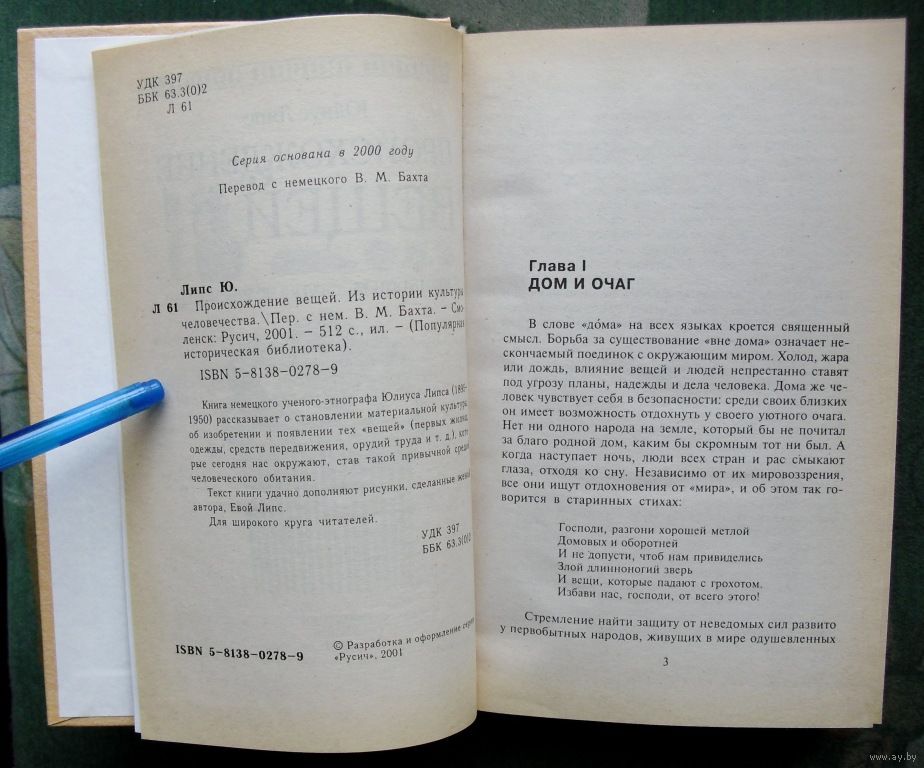 УДК 397
ББК 63.3(0)2
Л 61
Серия основана в 2000 году
Перевод с немецкого В. М. Бахта
Липс Ю.
Л 61 Происхождение вещей. Из истории культуры
человечества.\Пер. с нем. В. М. Бахта. – Смо-
ленск: Русич, 2001. – 512 с., ил. – (Популярная
историческая библиотека).
ISBN 5-8138-0278-9
Книга немецкого ученого-этнографа Юлиуса Липса
1950) рассказывает о становлении материальной культуры,
об изобретении и появлении тех «вещей» (первых
одежды, средств передвижения, орудий труда и т. д.),
рые сегодня нас окружают, став такой привычной
человеческого обитания.
Текст книги удачно дополняют рисунки, сделанные
автора, Евой Липс.
Для широкого круга читателей.
УДК 397
ББК 63.3(0)2
ISBN 5-8138-0278-9
© Разработка и оформление серии
«Русич», 2001
Глава I
ДОМ И ОЧАГ
В слове «до́ма» на всех языках кроется священный
смысл. Борьба за существование «вне дома» означает не-
скончаемый поединок с окружающим миром. Холод, жара
или дождь, влияние вещей и людей непрестанно ставят
под угрозу планы, надежды и дела человека. Дома же че-
ловек чувствует себя в безопасности: среди своих близких
он имеет возможность отдохнуть у своего уютного очага.
Нет ни одного народа на земле, который бы не почитал
за благо родной дом, каким бы скромным тот ни был. А
когда наступает ночь, люди всех стран и рас смыкают
глаза, отходя ко сну. Независимо от их мировоззрения,
все они ищут отдохновения от «мира», и об этом так го-
ворится в старинных стихах:
Господи, разгони хорошей метлой
Домовых и оборотней
И не допусти, чтоб нам привиделись
Злой длинноногий зверь
И вещи, которые падают с грохотом.
Избави нас, господи, от всего этого!
Стремление найти защиту от неведомых сил развито
у первобытных народов, живущих в мире одушевленных
3
www.ay.by